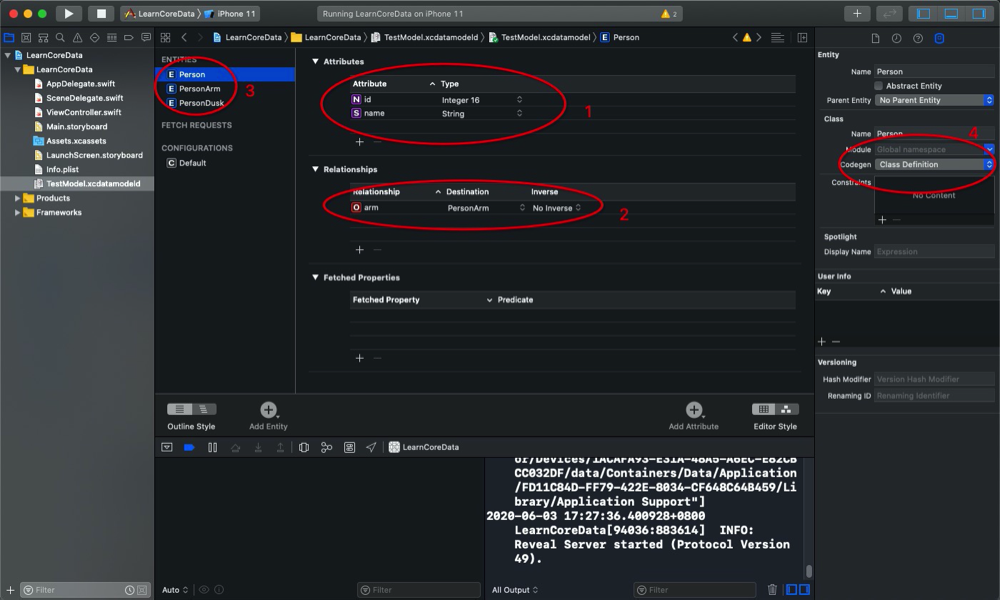 LearnCoreData
iPhone 11
Running LearnCoreData on iPhone 11
2
LearnCoreData
LearnCoreData
LearnCoreData
TestModel.xcdatamodeld
TestModel.xcdatamodel
E Person
LearnCoreData
AppDelegate.swift
SceneDelegate.swift
ViewController.swift
Main.storyboard
Assets.xcassets
LaunchScreen.storyboard
Info.plist
TestModel.xcdatamodeld
Products
Frameworks
Filter
ENTITIES
E Person
E PersonArm
E PersonDusk
3
FETCH REQUESTS
CONFIGURATIONS
C Default
Attributes
Attribute Type
N id Integer 16
S name String
1
Relationships
Relationship Destination Inverse
O arm PersonArm No Inverse
2
Fetched Properties
Fetched Property Predicate
Outline Style
Add Entity
Add Attribute
Editor Style
LearnCoreData
CC032DF/data/Containers/Data/Application
/FD11C84D-FF79-422E-8034-CF648C64B459/Li
brary/Application Support"]
2020-06-03 17:27:36.400928+0800
LearnCoreData[94036:883614] INFO:
Reveal Server started (Protocol Version
49).
Auto
Filter
All Output
Filter
Entity
Name Person
Abstract Entity
Parent Entity No Parent Entity
Class
4
Name Person
Module Global namespace
Codegen Class Definition
Constraints
No Content
Spotlight
Display Name Expression
User Info
Key Value
Versioning
Hash Modifier Version Hash Modifier
Renaming ID Renaming Identifier